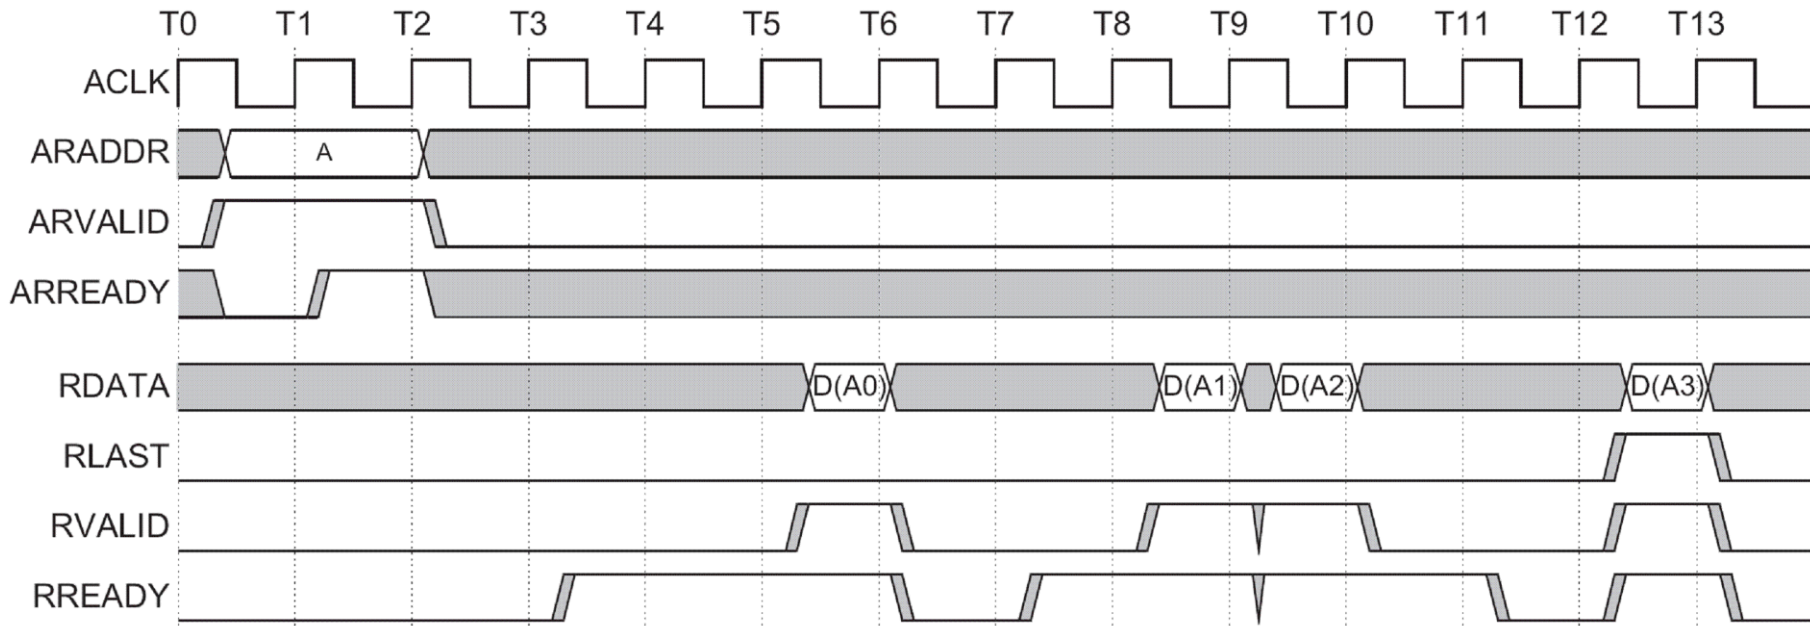 T0 T1 T2 T3 T4 T5 T6 T7 T8 T9 T10 T11 T12 T13
ACLK
ARADDR A
ARVALID
ARREADY
RDATA D(A0) D(A1) D(A2) D(A3)
RLAST
RVALID
RREADY